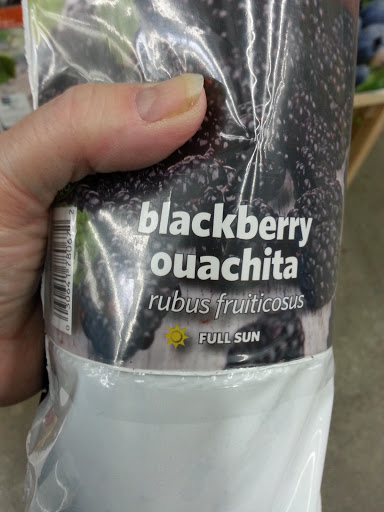 blackberry
ouachita
rubus fruiticosus
FULL SUN